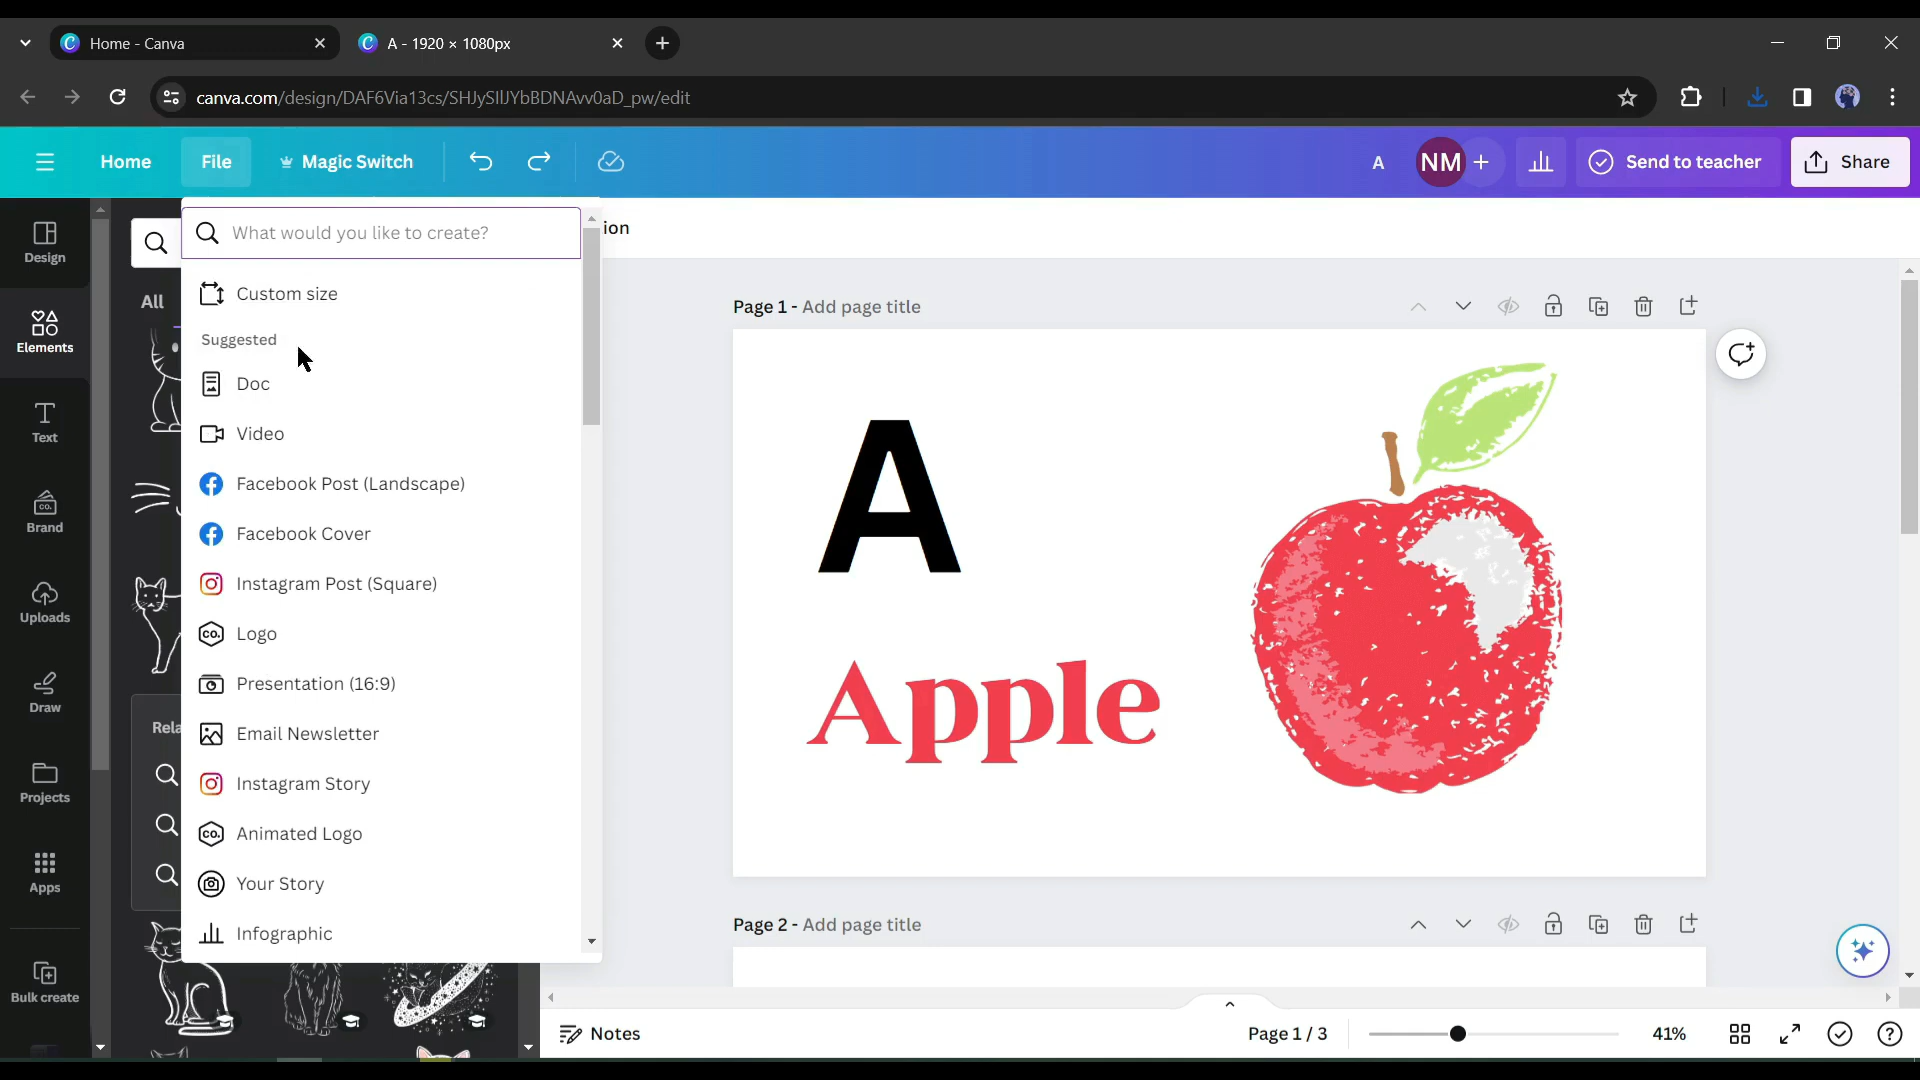 Home - Canva
A - 1920 × 1080px
canva.com/design/DAF6Via13cs/SHJySIlJYbBDNAvv0aD_pw/edit
Home
File
Magic Switch
A
NM
Send to teacher
Share
Design
Elements
Text
Brand
Uploads
Draw
Projects
Apps
Bulk create
All
What would you like to create?
Custom size
Suggested
Doc
Video
Facebook Post (Landscape)
Facebook Cover
Instagram Post (Square)
Logo
Presentation (16:9)
Email Newsletter
Instagram Story
Animated Logo
Your Story
Infographic
Rela
ion
Page 1 - Add page title
A
Apple
Page 2 - Add page title
Notes
Page 1 / 3
41%